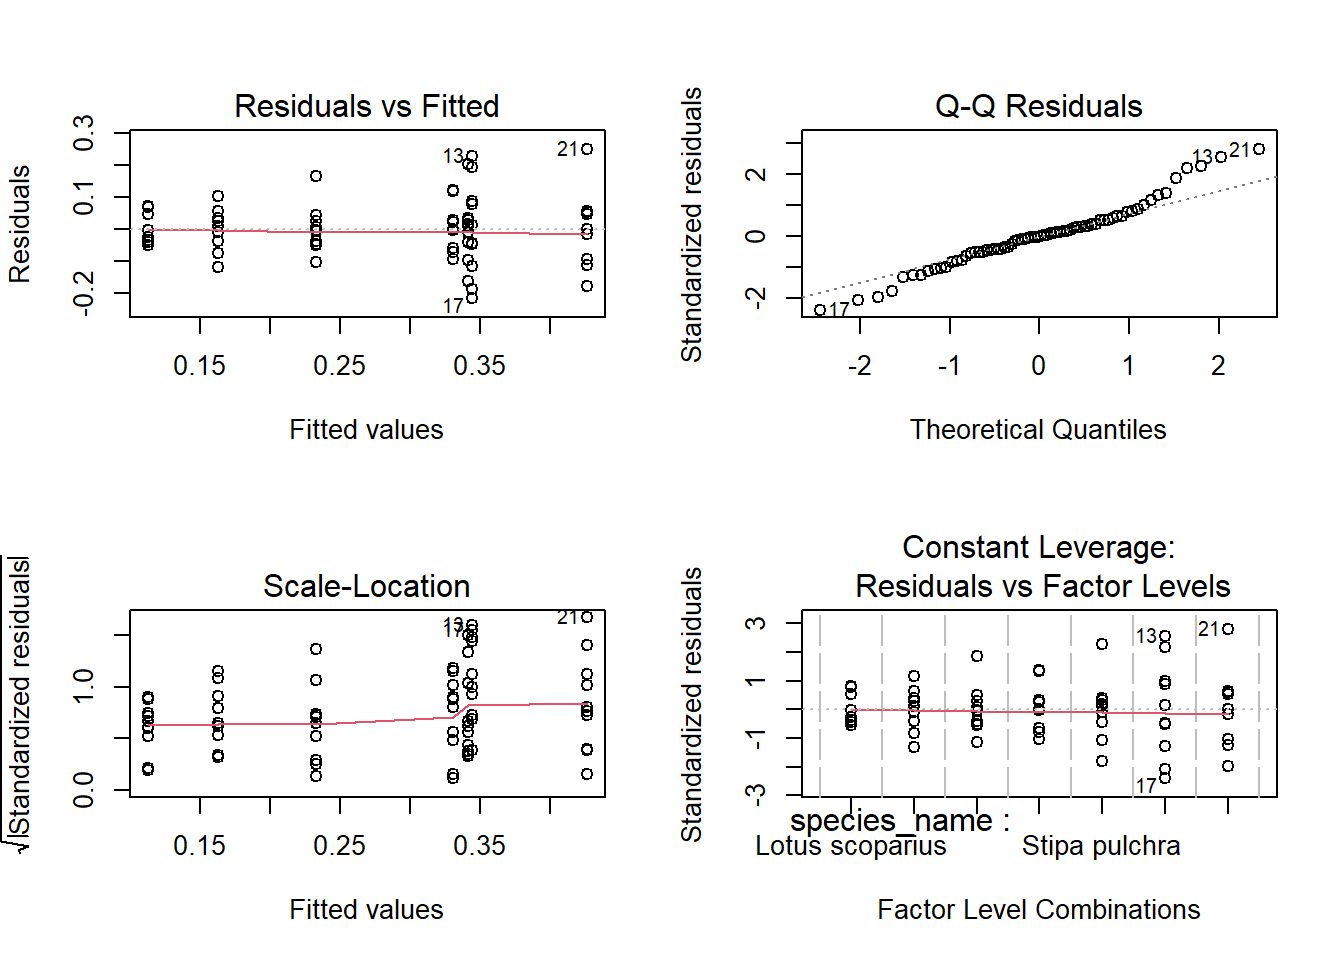 Residuals vs Fitted
Residuals
0.3
0.1
-0.2
13
21
17
0.15 0.25 0.35
Fitted values
Q-Q Residuals
Standardized residuals
2
0
-2
13 21
17
-2 -1 0 1 2
Theoretical Quantiles
Scale-Location
√|Standardized residuals|
1.0
0.0
13
17
21
0.15 0.25 0.35
Fitted values
Constant Leverage:
Residuals vs Factor Levels
Standardized residuals
3
1
-1
-3
13 21
17
species_name :
Lotus scoparius Stipa pulchra
Factor Level Combinations